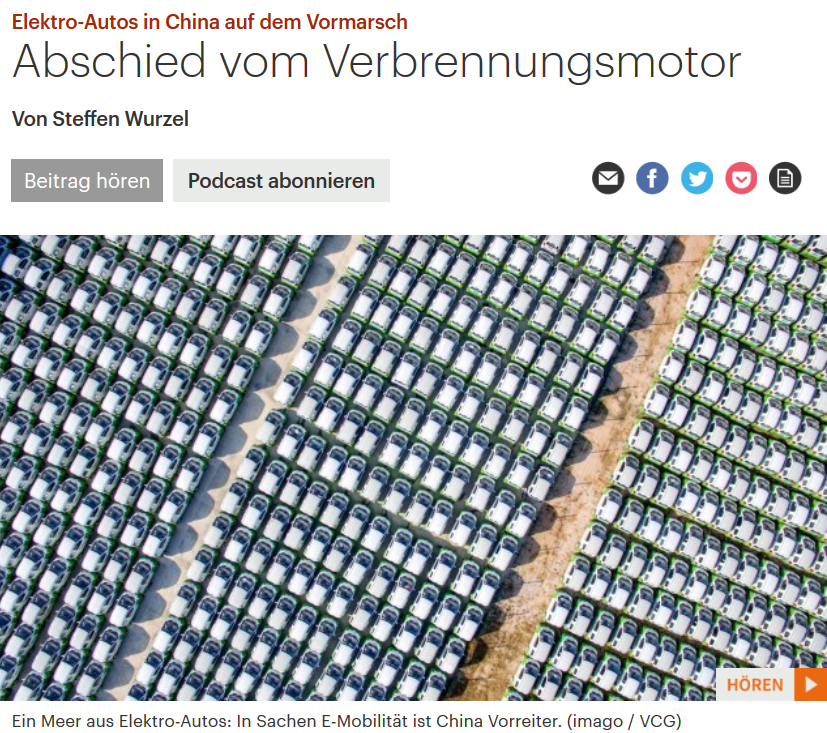 Elektro-Autos in China auf dem Vormarsch
Abschied vom Verbrennungsmotor
Von Steffen Wurzel
Beitrag hören Podcast abonnieren
HÖREN
Ein Meer aus Elektro-Autos: In Sachen E-Mobilität ist China Vorreiter. (imago / VCG)